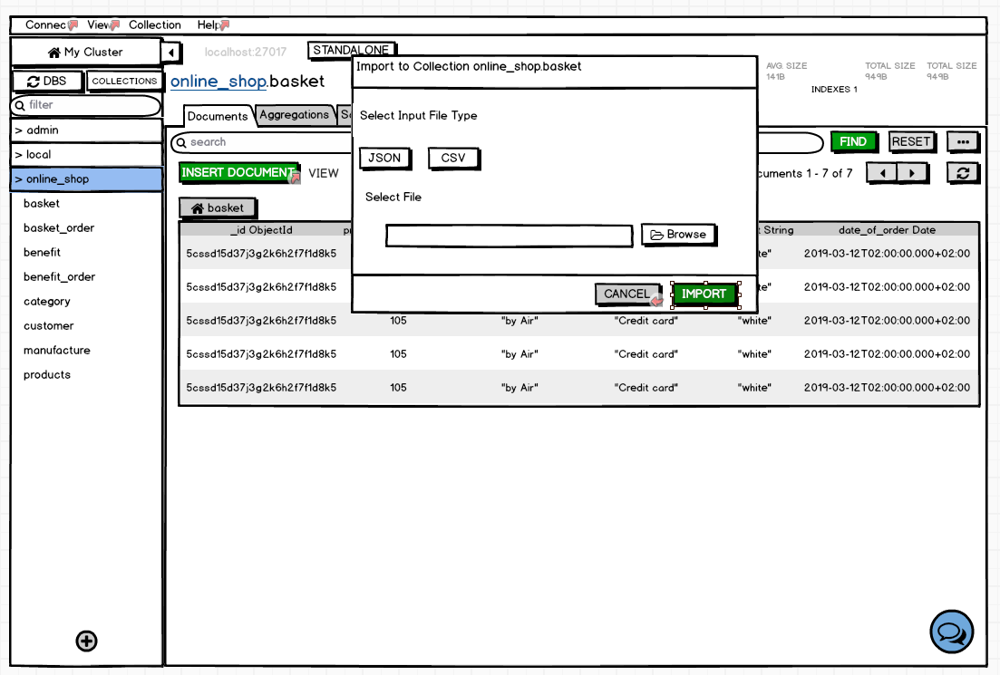 Connec View Collection Help
My Cluster
localhost:27017
STANDALONE
DBS
COLLECTIONS
online_shop.basket
AVG. SIZE
141B
TOTAL SIZE
949B
TOTAL SIZE
949B
INDEXES 1
filter
> admin
> local
> online_shop
basket
basket_order
benefit
benefit_order
category
customer
manufacture
products
Documents
Aggregations
Sc
search
FIND
RESET
INSERT DOCUMENT
VIEW
cuments 1 - 7 of 7
basket
_id ObjectId
pr
t String
date_of_order Date
5cssd15d37j3g2k6h2f7f1d8k5 te" 2019-03-12T02:00:00.000+02:00
5cssd15d37j3g2k6h2f7f1d8k5 te" 2019-03-12T02:00:00.000+02:00
5cssd15d37j3g2k6h2f7f1d8k5 105 "by Air" "Credit card" "white" 2019-03-12T02:00:00.000+02:00
5cssd15d37j3g2k6h2f7f1d8k5 105 "by Air" "Credit card" "white" 2019-03-12T02:00:00.000+02:00
5cssd15d37j3g2k6h2f7f1d8k5 105 "by Air" "Credit card" "white" 2019-03-12T02:00:00.000+02:00
Import to Collection online_shop.basket
Select Input File Type
JSON
CSV
Select File
Browse
CANCEL
IMPORT